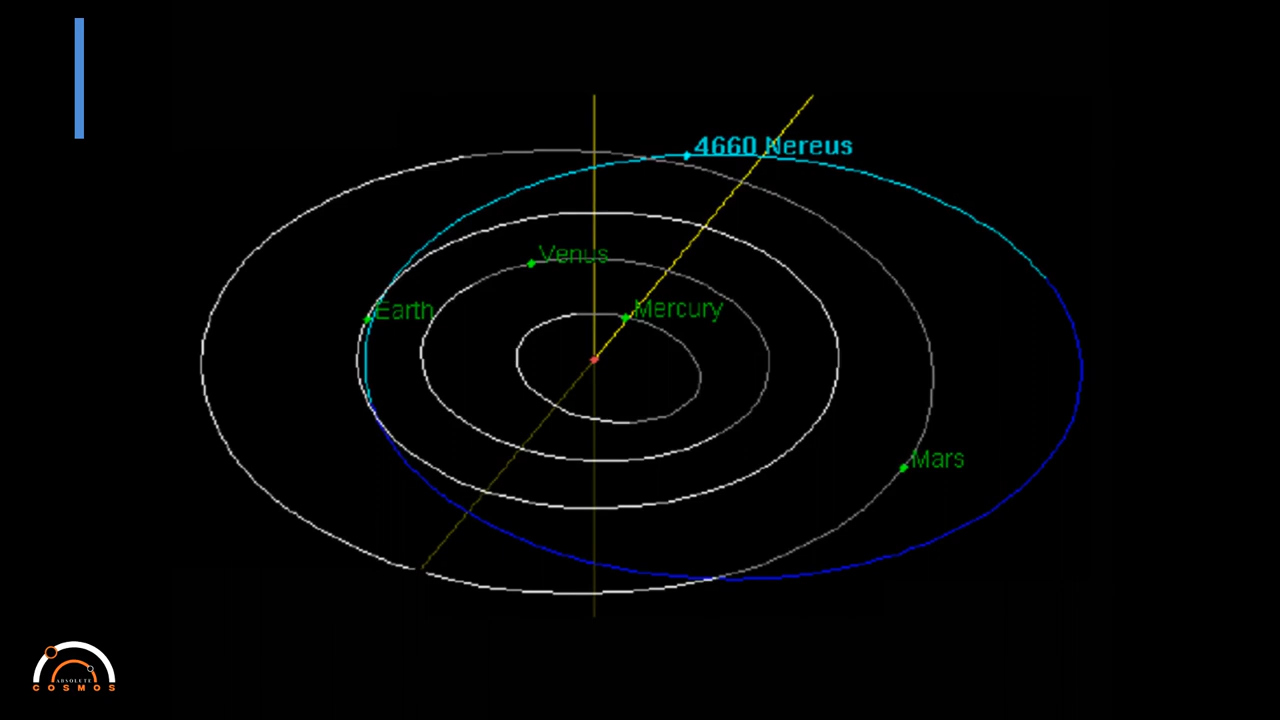 4660 Nereus
Venus
Earth
Mercury
Mars
ABSOLUTE
COSMOS